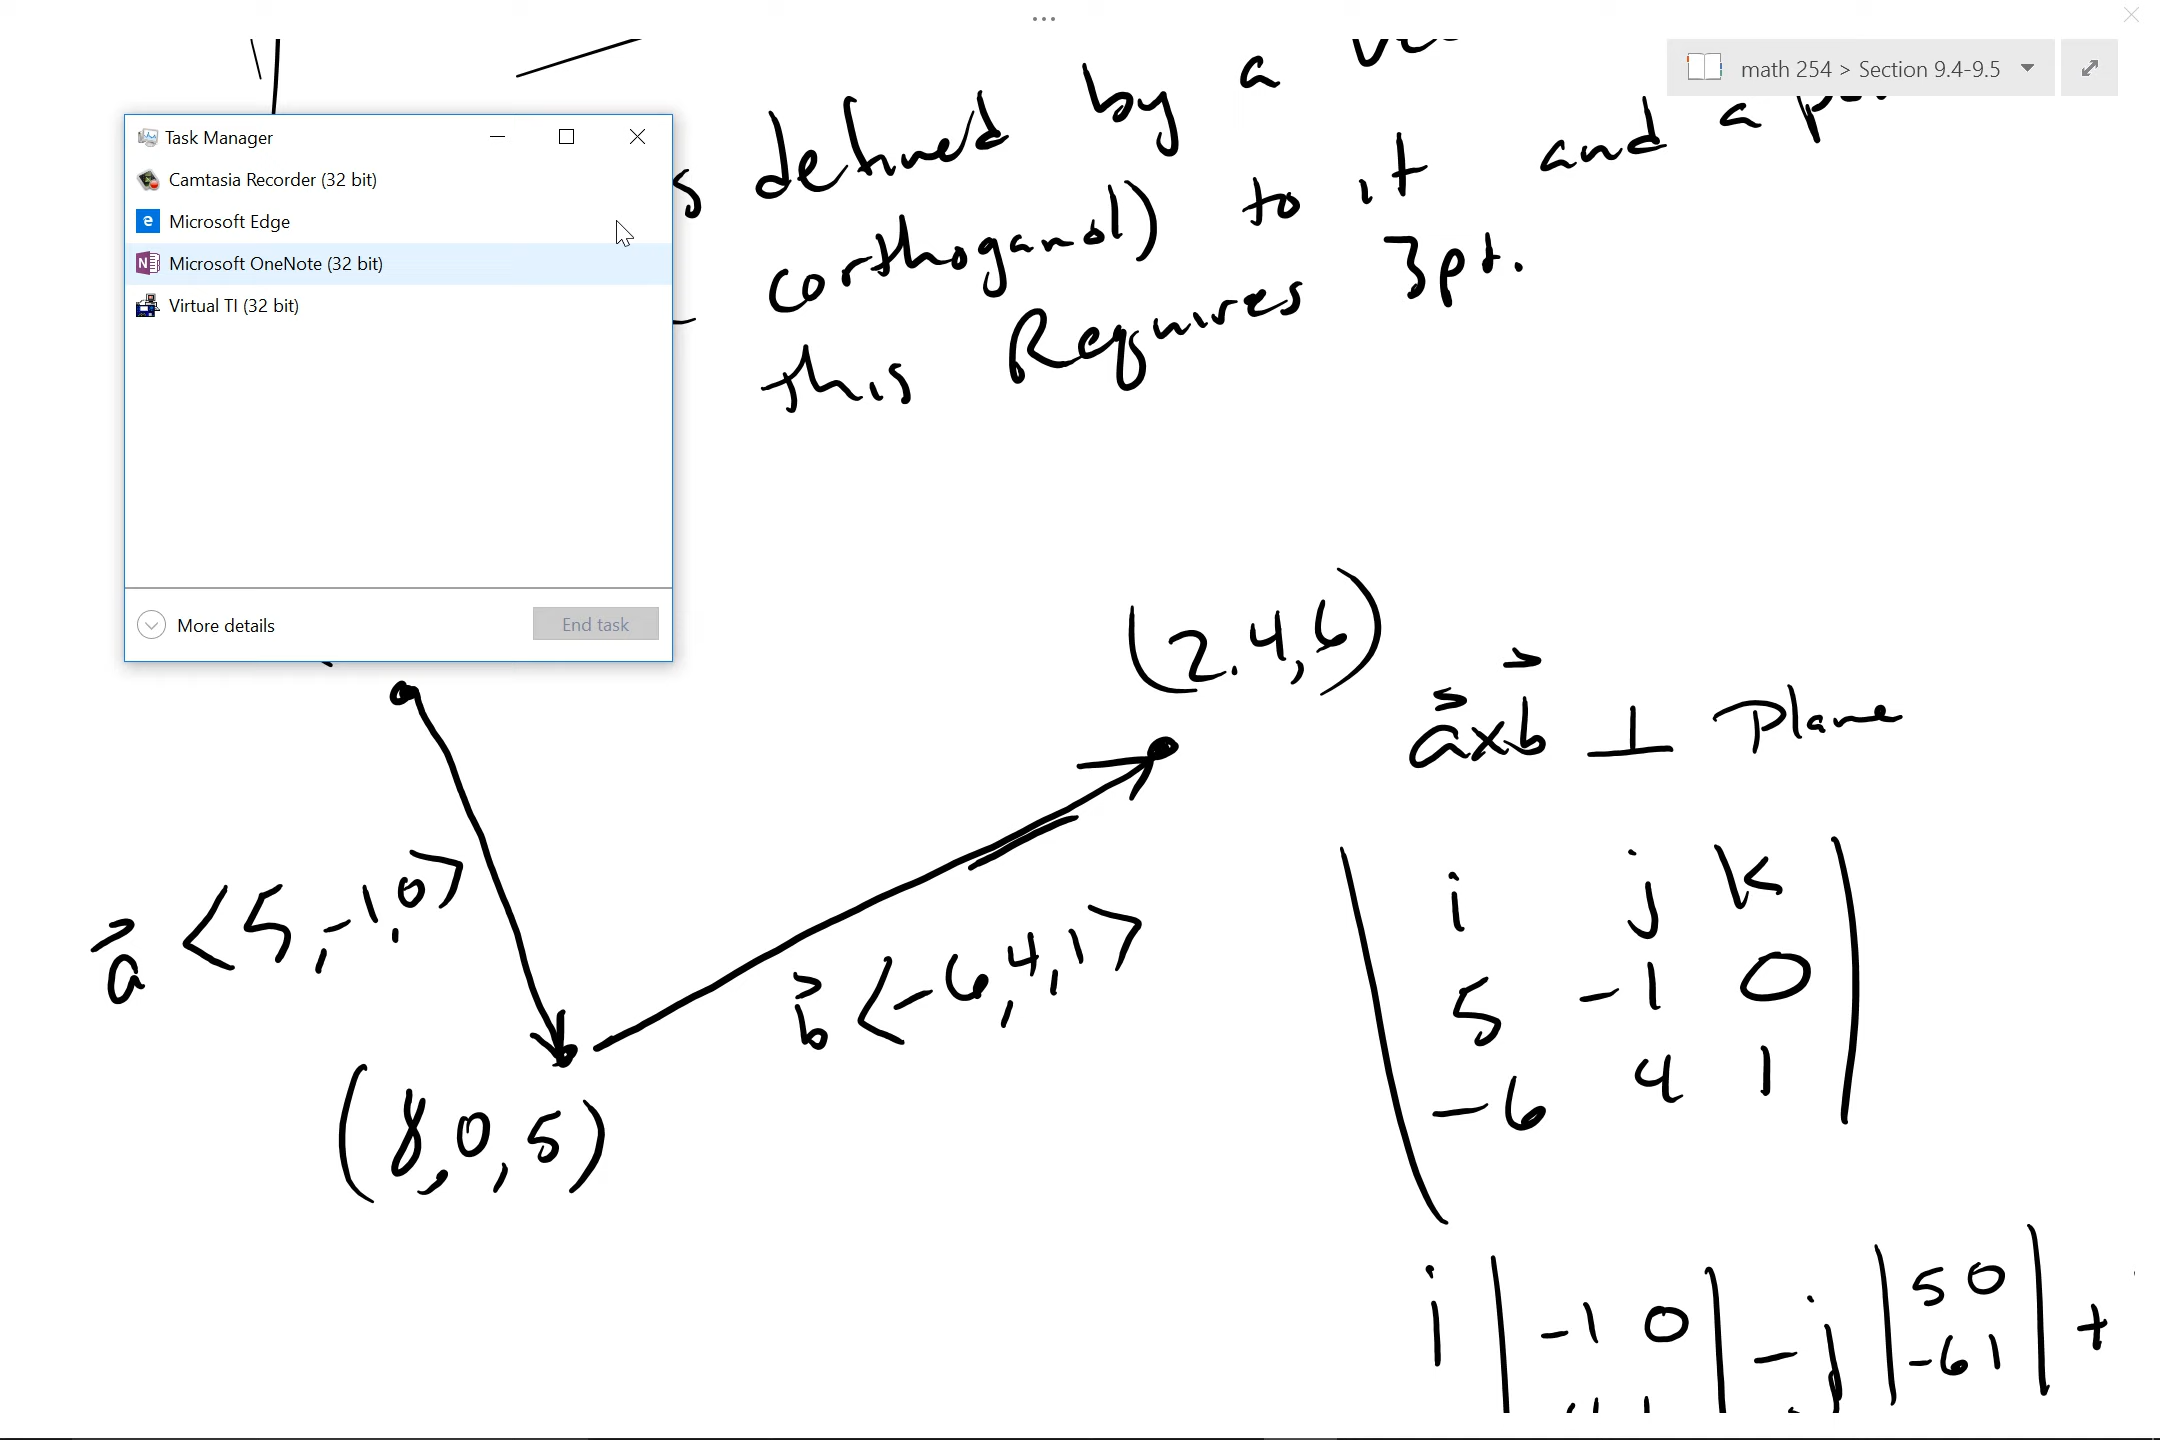 math 254 > Section 9.4-9.5
Task Manager
Camtasia Recorder (32 bit)
Microsoft Edge
Microsoft OneNote (32 bit)
Virtual TI (32 bit)
More details
End task
defined by a
(orthoganol) to it and a
this Requires 3pt.
(2.4,6)
a×b ⊥ Plane
a <5,-1,0>
b <-6,4,1>
(8,0,5)
i j k
5 -1 0
-6 4 1
i | -1 0 | - j | 5 0 | +
-6 1